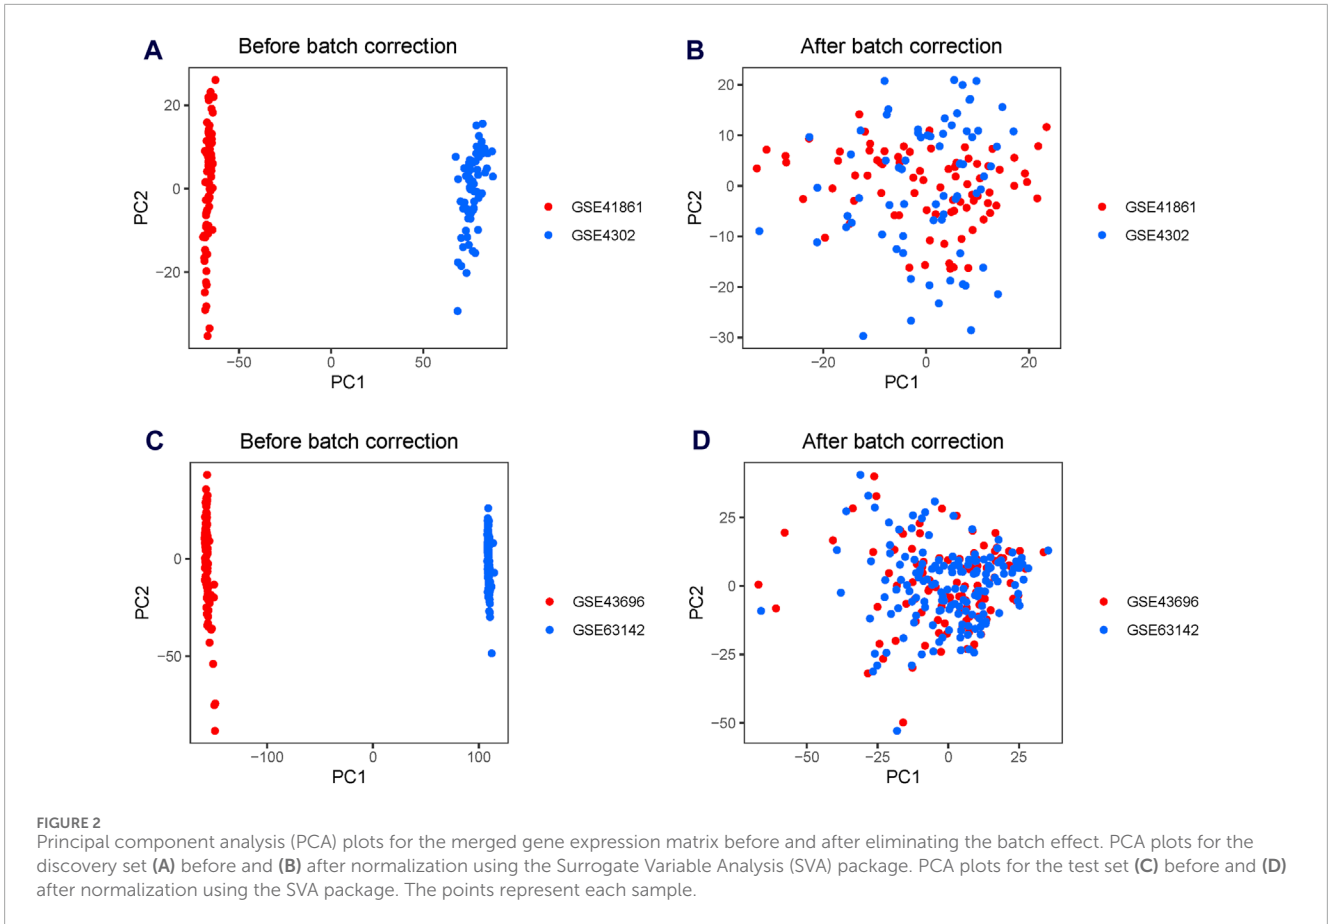 A
Before batch correction
20
0
−20
PC2
−50
0
50
PC1
GSE41861
GSE4302
B
After batch correction
20
10
0
−10
−20
−30
PC2
−20
0
20
PC1
GSE41861
GSE4302
C
Before batch correction
0
−50
PC2
−100
0
100
PC1
GSE43696
GSE63142
D
After batch correction
25
0
−25
−50
PC2
−50
−25
0
25
PC1
GSE43696
GSE63142
FIGURE 2
Principal component analysis (PCA) plots for the merged gene expression matrix before and after eliminating the batch effect. PCA plots for the
discovery set (A) before and (B) after normalization using the Surrogate Variable Analysis (SVA) package. PCA plots for the test set (C) before and (D)
after normalization using the SVA package. The points represent each sample.